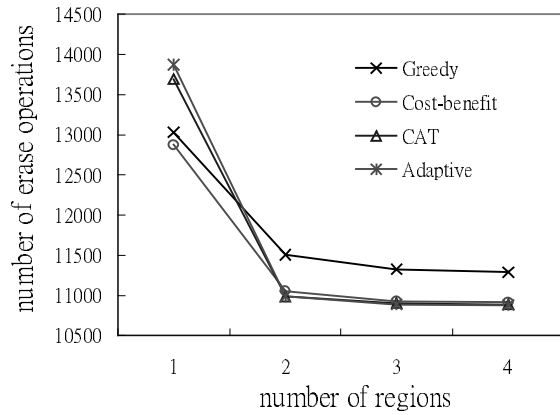 number of erase operations
14500
14000
13500
13000
12500
12000
11500
11000
10500
Greedy
Cost-benefit
CAT
Adaptive
1 2 3 4
number of regions